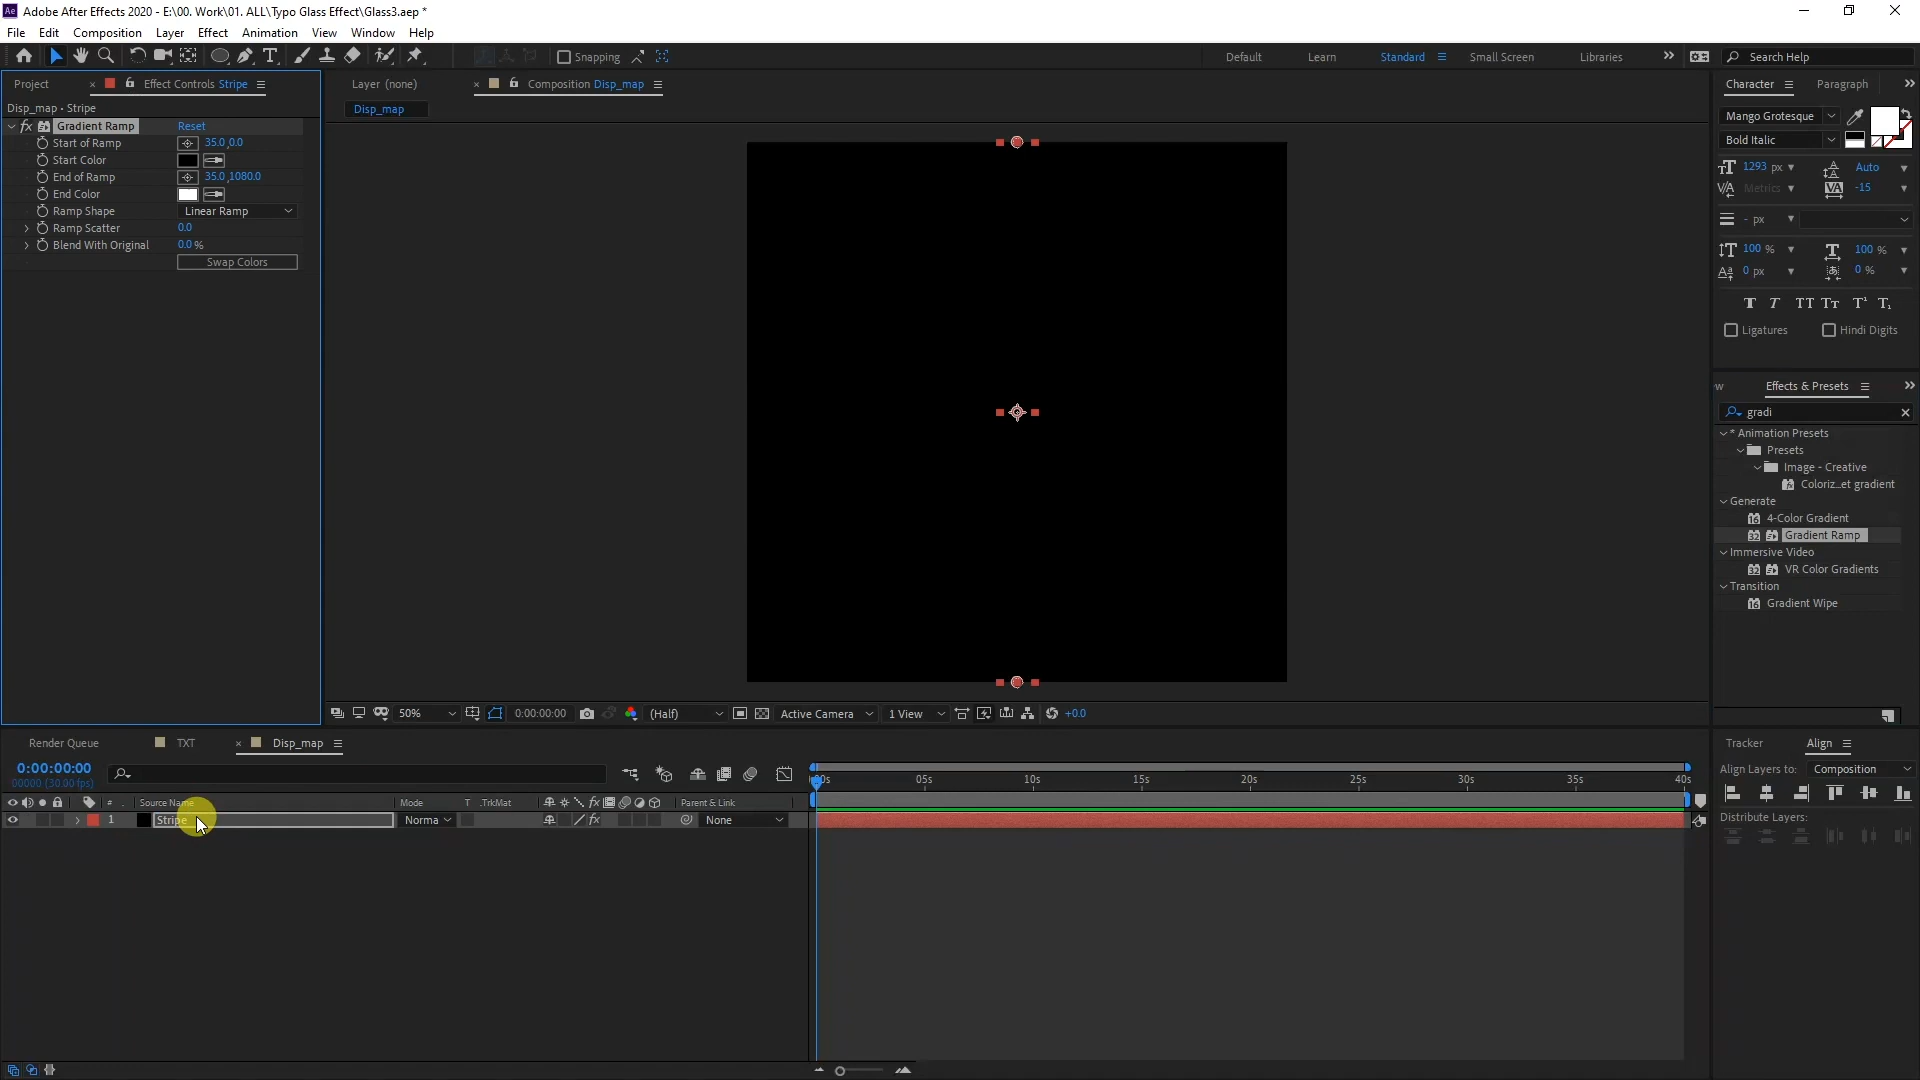 Adobe After Effects 2020 - E:\00. Work\01. ALL\Typo Glass Effect\Glass3.aep *
File Edit Composition Layer Effect Animation View Window Help
Snapping Default Learn Standard Small Screen Libraries Search Help
Project Effect Controls Stripe Layer (none) Composition Disp_map Character Paragraph
Disp_map • Stripe Disp_map
Gradient Ramp Reset
Start of Ramp 35.0,0.0
Start Color
End of Ramp 35.0,1080.0
End Color
Ramp Shape Linear Ramp
Ramp Scatter 0.0
Blend With Original 0.0 %
Swap Colors
Mango Grotesque
Bold Italic
1293 px Auto
Metrics -15
- px
100 % 100 %
0 px 0 %
Ligatures Hindi Digits
Effects & Presets
gradi
* Animation Presets
Presets
Image - Creative
Coloriz...et gradient
Generate
4-Color Gradient
Gradient Ramp
Immersive Video
VR Color Gradients
Transition
Gradient Wipe
50% 0:00:00:00 (Half) Active Camera 1 View +0.0
Render Queue TXT Disp_map
0:00:00:00
00000 (30.00 fps)
# Source Name Mode T .TrkMat Parent & Link
1 Stripe Norma None
05s 10s 15s 20s 25s 30s 35s 40s
Tracker Align
Align Layers to: Composition
Distribute Layers: